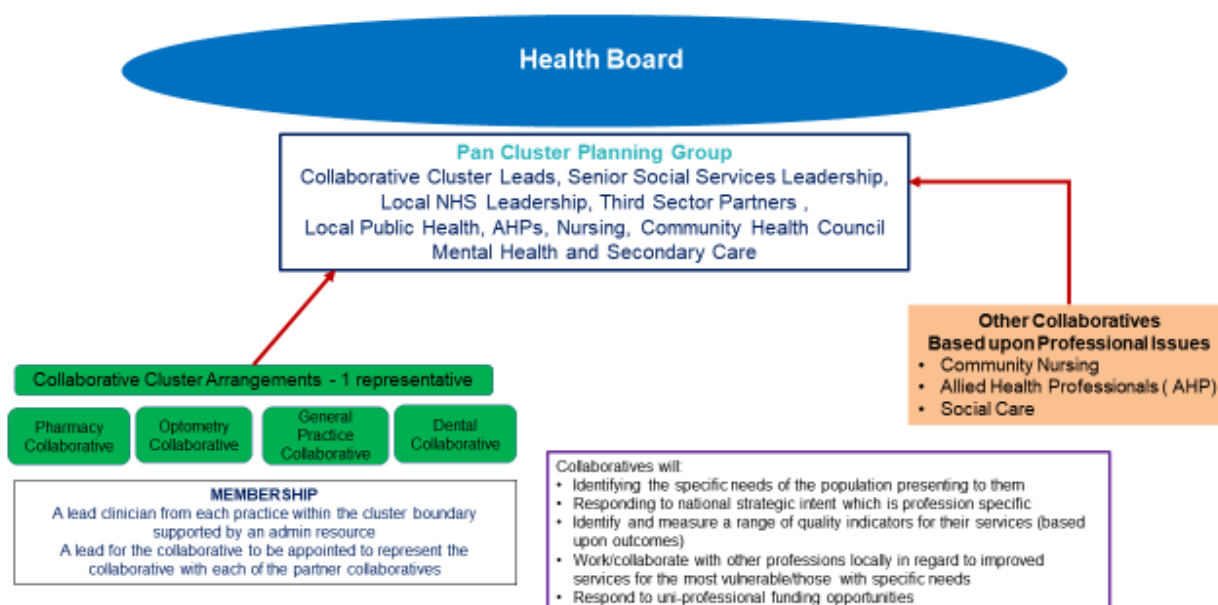 Health Board
Pan Cluster Planning Group
Collaborative Cluster Leads, Senior Social Services Leadership,
Local NHS Leadership, Third Sector Partners ,
Local Public Health, AHPs, Nursing, Community Health Council
Mental Health and Secondary Care
Other Collaboratives
Based upon Professional Issues
• Community Nursing
• Allied Health Professionals ( AHP)
• Social Care
Collaborative Cluster Arrangements - 1 representative
Pharmacy
Collaborative
Optometry
Collaborative
General
Practice
Collaborative
Dental
Collaborative
MEMBERSHIP
A lead clinician from each practice within the cluster boundary
supported by an admin resource
A lead for the collaborative to be appointed to represent the
collaborative with each of the partner collaboratives
Collaboratives will:
• Identifying the specific needs of the population presenting to them
• Responding to national strategic intent which is profession specific
• Identify and measure a range of quality indicators for their services (based
upon outcomes)
• Work/collaborate with other professions locally in regard to improved
services for the most vulnerable/those with specific needs
• Respond to uni-professional funding opportunities